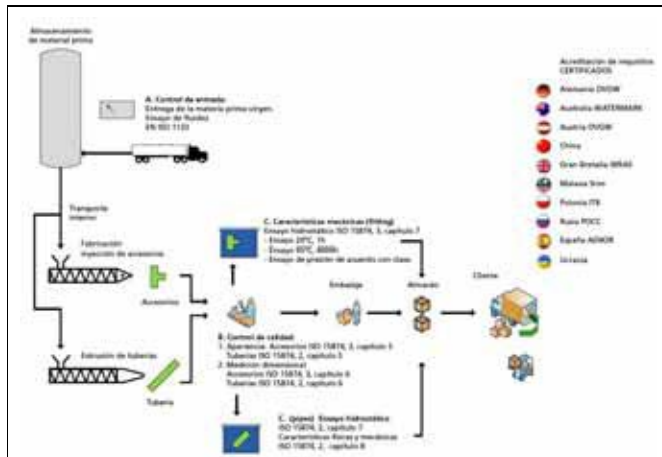 Almacenamiento
de material prima
A. Control de entrada
Entrega de la materia prima virgen.
Ensayo de fluidez
EN ISO 1133
Transporte
interior
Fabricación
inyección de accesorios
Accesorios
Extrusión de tuberías
Tubería
C. Características mecánicas (fitting)
Ensayo hidrostático ISO 15874, 3, capítulo 7
- Ensayo 20ºC, 1h
- Ensayo 95ºC,
- Ensayo de presión de acuerdo con clase
B. Control de calidad:
1. Apariencia: Accesorios ISO 15874, 3, capítulo 5
Tuberías ISO 15874, 2, capítulo 5
2. Medición dimensional
Accesorios ISO 15874, 3, capítulo 6
Tuberías ISO 15874, 2, capítulo 6
C. (pipes) Ensayo hidrostático
ISO 15874, 2, capítulo 7
Características físicas y mecánicas
ISO 15874, 2, capítulo 8
Embalaje
Almacén
Cliente
Acreditación de requisitos
CERTIFICADOS
Alemania DVGW
Australia WATERMARK
Austria ÖVGW
China
Gran Bretaña WRAS
Malasia
Polonia ITB
Rusia POCC
España AENOR
Ucrania